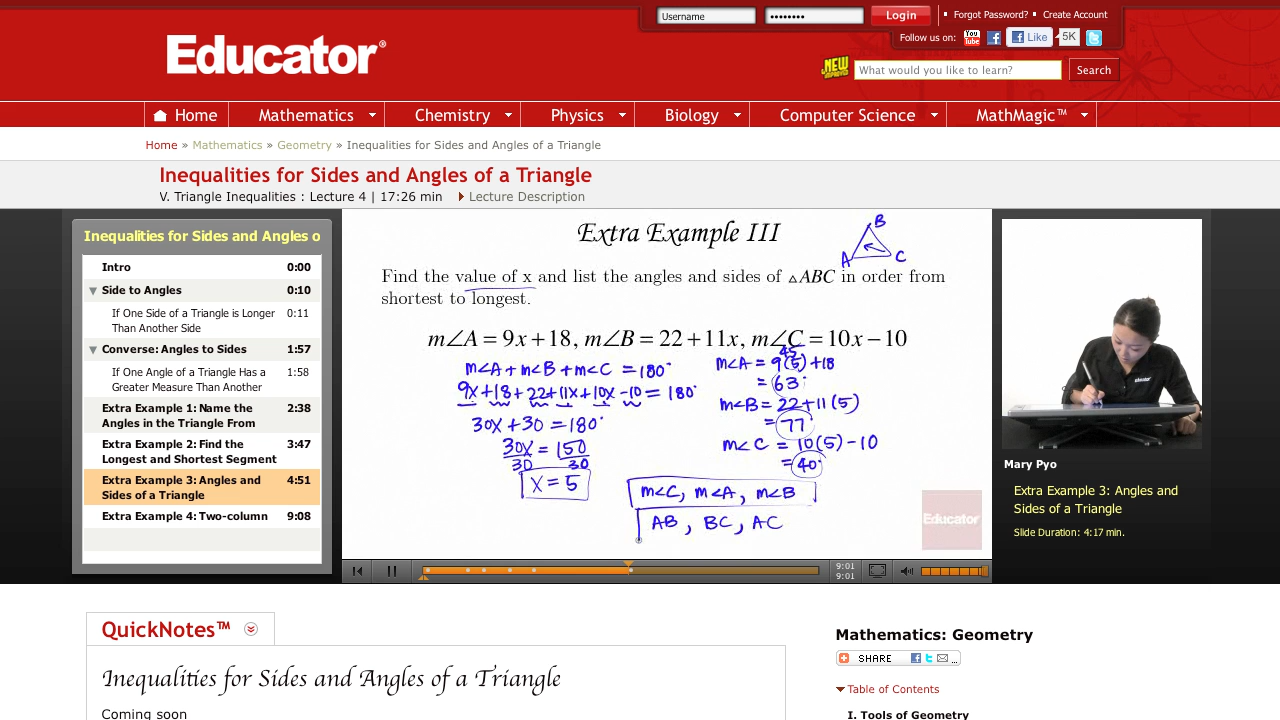 Username
••••••••
Login
Forgot Password?
Create Account
Follow us on:
You Tube
Like
5K
Educator®
NEW
What would you like to learn?
Search
Home
Mathematics
Chemistry
Physics
Biology
Computer Science
MathMagic™
Home » Mathematics » Geometry » Inequalities for Sides and Angles of a Triangle
Inequalities for Sides and Angles of a Triangle
V. Triangle Inequalities : Lecture 4 | 17:26 min
Lecture Description
Inequalities for Sides and Angles o
Intro 0:00
Side to Angles 0:10
If One Side of a Triangle is Longer 0:11
Than Another Side
Converse: Angles to Sides 1:57
If One Angle of a Triangle Has a 1:58
Greater Measure Than Another
Extra Example 1: Name the 2:38
Angles in the Triangle From
Extra Example 2: Find the 3:47
Longest and Shortest Segment
Extra Example 3: Angles and 4:51
Sides of a Triangle
Extra Example 4: Two-column 9:08
Extra Example III
A B C
Find the value of x and list the angles and sides of △ABC in order from
shortest to longest.
m∠A = 9x+18, m∠B = 22+11x, m∠C = 10x−10
m∠A + m∠B + m∠C = 180°
9x+18+22+11x+10x-10 = 180°
30x+30 = 180°
30x = 150
30 30
x = 5
45
m∠A = 9(5)+18
= 63°
m∠B = 22+11(5)
= 77
m∠C = 10(5)-10
= 40°
m∠C, m∠A, m∠B
AB, BC, AC
Educator
9:01
9:01
educator
Mary Pyo
Extra Example 3: Angles and
Sides of a Triangle
Slide Duration: 4:17 min.
QuickNotes™
Inequalities for Sides and Angles of a Triangle
Coming soon
Mathematics: Geometry
SHARE
...
Table of Contents
I. Tools of Geometry